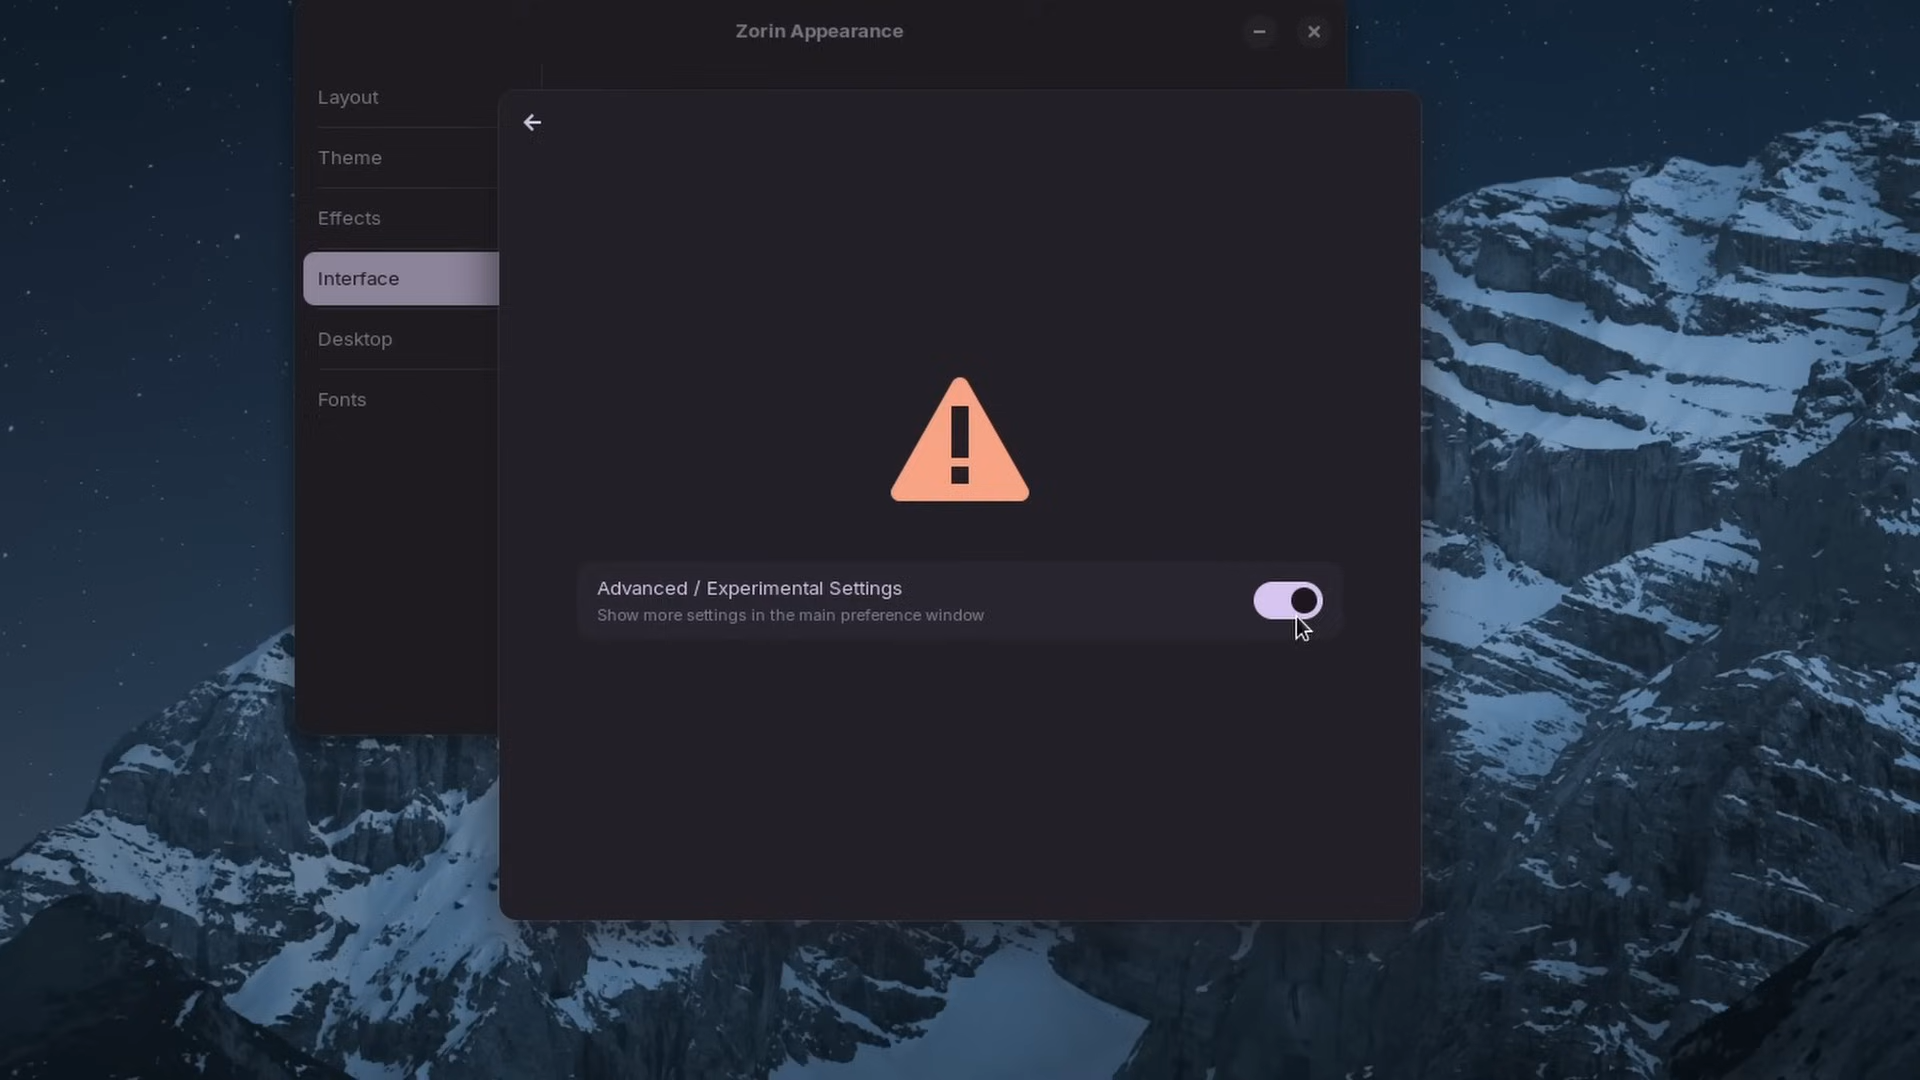 Zorin Appearance
Layout
Theme
Effects
Interface
Desktop
Fonts
Advanced / Experimental Settings
Show more settings in the main preference window